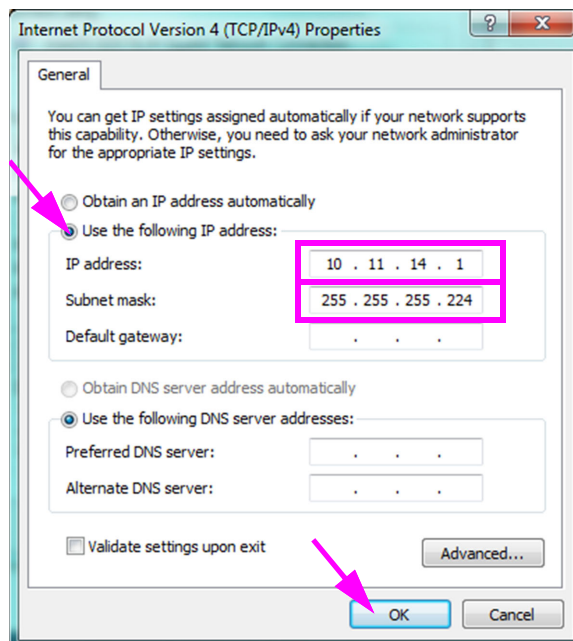 Internet Protocol Version 4 (TCP/IPv4) Properties
?
X
General
You can get IP settings assigned automatically if your network supports
this capability. Otherwise, you need to ask your network administrator
for the appropriate IP settings.
Obtain an IP address automatically
Use the following IP address:
IP address: 10 . 11 . 14 . 1
Subnet mask: 255 . 255 . 255 . 224
Default gateway: . . .
Obtain DNS server address automatically
Use the following DNS server addresses:
Preferred DNS server: . . .
Alternate DNS server: . . .
Validate settings upon exit
Advanced...
OK Cancel